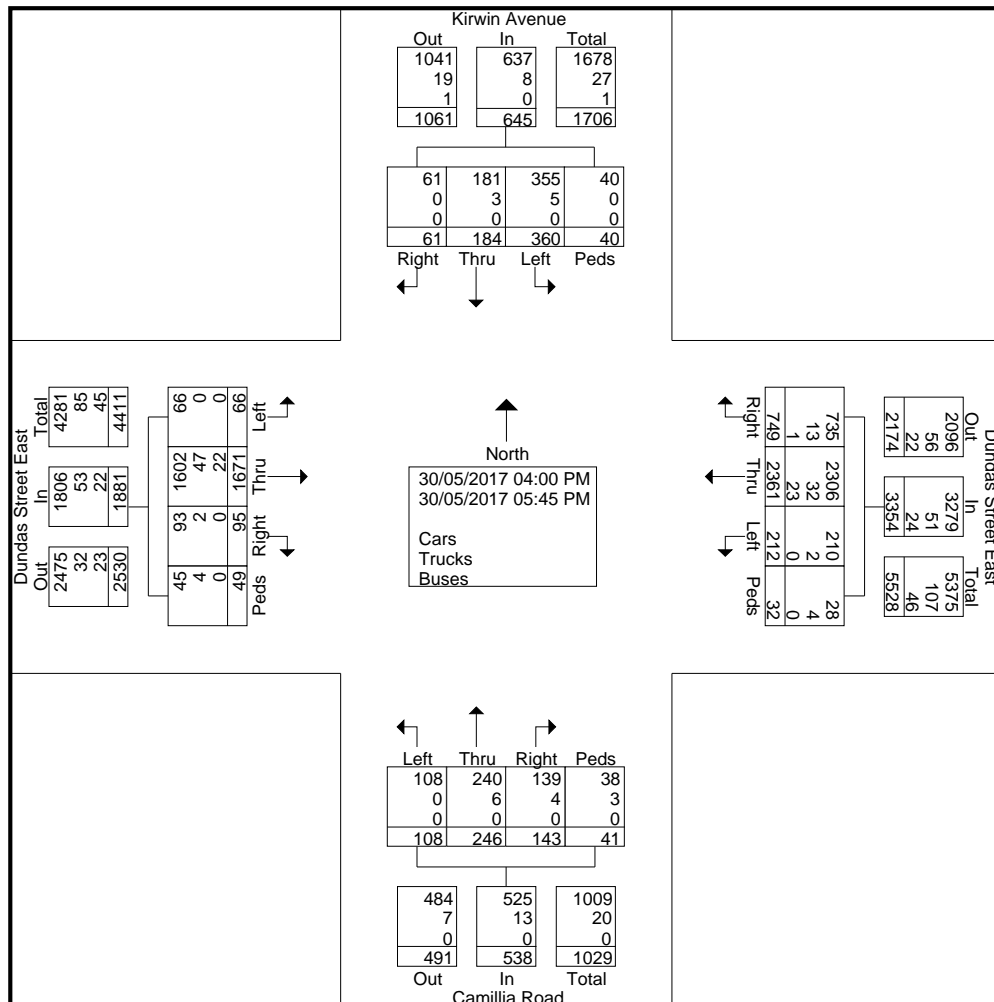 Kirwin Avenue
Out In Total
1041 637 1678
19 8 27
1 0 1
1061 645 1706
61 181 355 40
0 3 5 0
0 0 0 0
61 184 360 40
Right Thru Left Peds
Dundas Street East
Total In Out
4281 1806 2475
85 53 32
45 22 23
4411 1881 2530
66 1602 93 45
0 47 2 4
0 22 0 0
66 1671 95 49
Left Thru Right Peds
North
30/05/2017 04:00 PM
30/05/2017 05:45 PM
Cars
Trucks
Buses
Right Thru Left Peds
735 2306 210 28
13 32 2 4
1 23 0 0
749 2361 212 32
Dundas Street East
Out In Total
2096 3279 5375
56 51 107
22 24 46
2174 3354 5528
Left Thru Right Peds
108 240 139 38
0 6 4 3
0 0 0 0
108 246 143 41
484 525 1009
7 13 20
0 0 0
491 538 1029
Out In Total
Camillia Road